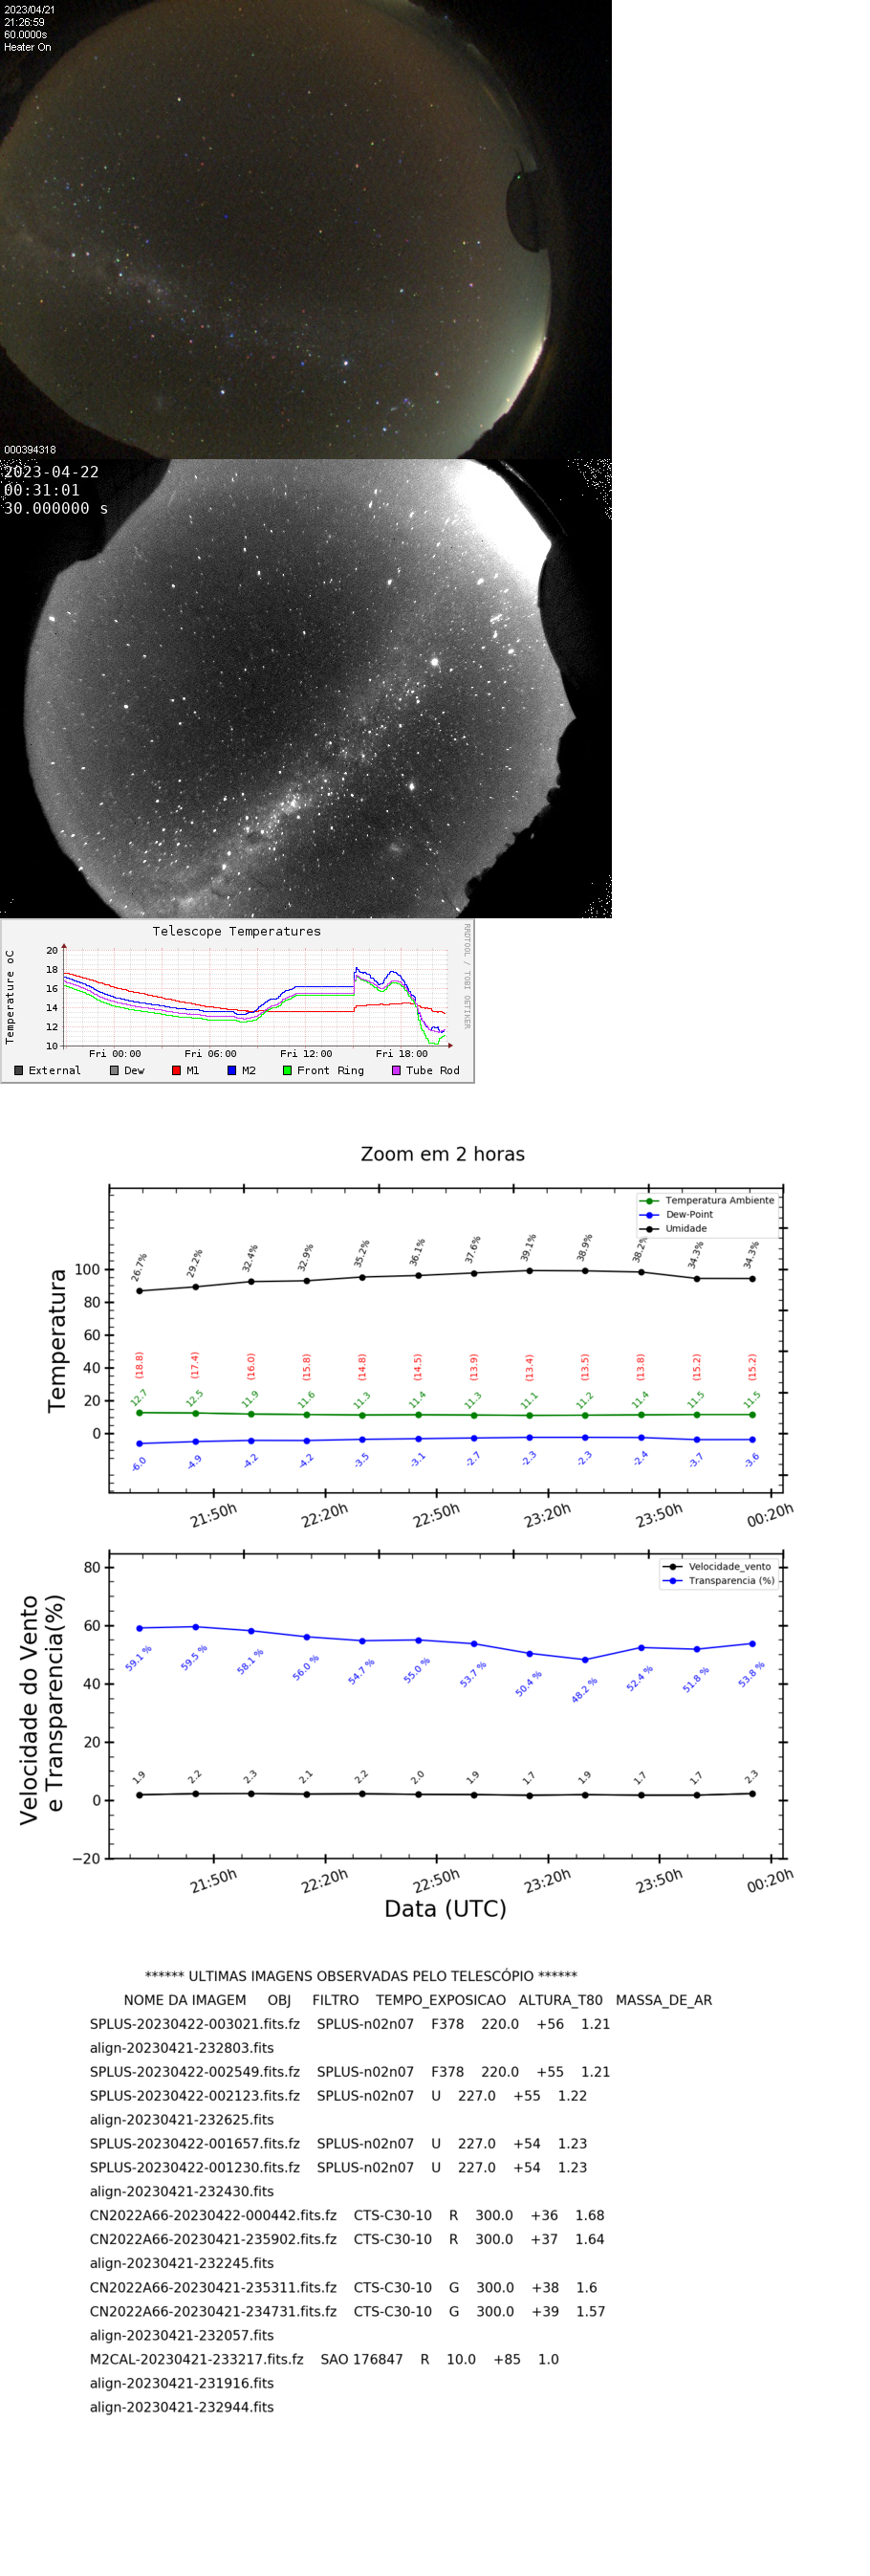 2023/04/21
21:26:59
60.0000s
Heater On
000394318
2023-04-22
00:31:01
30.000000 s
Telescope Temperatures
RRDTOOL / TOBI OETIKER
Temperature oC
20
18
16
14
12
10
Fri 00:00 Fri 06:00 Fri 12:00 Fri 18:00
External Dew M1 M2 Front Ring Tube Rod
Zoom em 2 horas
Temperatura Ambiente
Dew-Point
Umidade
Temperatura
100
80
60
40
20
0
26.7% 29.2% 32.4% 32.9% 35.2% 36.1% 37.6% 39.1% 38.9% 38.2% 34.3% 34.3%
(18.8) (17.4) (16.0) (15.8) (14.8) (14.5) (13.9) (13.4) (13.5) (13.8) (15.2) (15.2)
12.7 12.5 11.9 11.6 11.3 11.4 11.3 11.1 11.2 11.4 11.5 11.5
-6.0 -4.9 -4.2 -4.2 -3.5 -3.1 -2.7 -2.3 -2.3 -2.4 -3.7 -3.6
21:50h 22:20h 22:50h 23:20h 23:50h 00:20h
Velocidade_vento
Transparencia (%)
Velocidade do Vento
e Transparencia(%)
80
60
40
20
0
−20
59.1 % 59.5 % 58.1 % 56.0 % 54.7 % 55.0 % 53.7 % 50.4 % 48.2 % 52.4 % 51.8 % 53.8 %
1.9 2.2 2.3 2.1 2.2 2.0 1.9 1.7 1.9 1.7 1.7 2.3
21:50h 22:20h 22:50h 23:20h 23:50h 00:20h
Data (UTC)
****** ULTIMAS IMAGENS OBSERVADAS PELO TELESCÓPIO ******
NOME DA IMAGEM OBJ FILTRO TEMPO_EXPOSICAO ALTURA_T80 MASSA_DE_AR
SPLUS-20230422-003021.fits.fz SPLUS-n02n07 F378 220.0 +56 1.21
align-20230421-232803.fits
SPLUS-20230422-002549.fits.fz SPLUS-n02n07 F378 220.0 +55 1.21
SPLUS-20230422-002123.fits.fz SPLUS-n02n07 U 227.0 +55 1.22
align-20230421-232625.fits
SPLUS-20230422-001657.fits.fz SPLUS-n02n07 U 227.0 +54 1.23
SPLUS-20230422-001230.fits.fz SPLUS-n02n07 U 227.0 +54 1.23
align-20230421-232430.fits
CN2022A66-20230422-000442.fits.fz CTS-C30-10 R 300.0 +36 1.68
CN2022A66-20230421-235902.fits.fz CTS-C30-10 R 300.0 +37 1.64
align-20230421-232245.fits
CN2022A66-20230421-235311.fits.fz CTS-C30-10 G 300.0 +38 1.6
CN2022A66-20230421-234731.fits.fz CTS-C30-10 G 300.0 +39 1.57
align-20230421-232057.fits
M2CAL-20230421-233217.fits.fz SAO 176847 R 10.0 +85 1.0
align-20230421-231916.fits
align-20230421-232944.fits